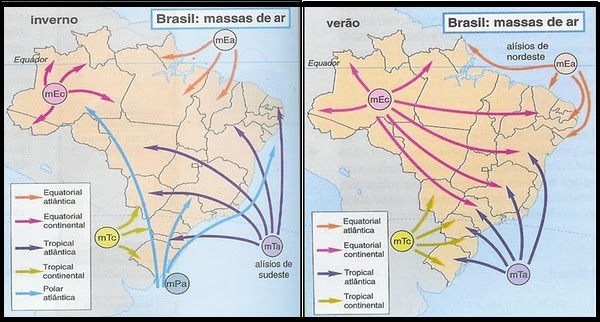 inverno
Brasil: massas de ar
mEa
Equador
mEc
mTc
mTa
alísios de
sudeste
mPa
Equatorial
atlântica
Equatorial
continental
Tropical
atlântica
Tropical
continental
Polar
atlântica
verão
Brasil: massas de ar
alísios de
nordeste
Equador
mEa
mEc
mTc
mTa
Equatorial
atlântica
Equatorial
continental
Tropical
atlântica
Tropical
continental